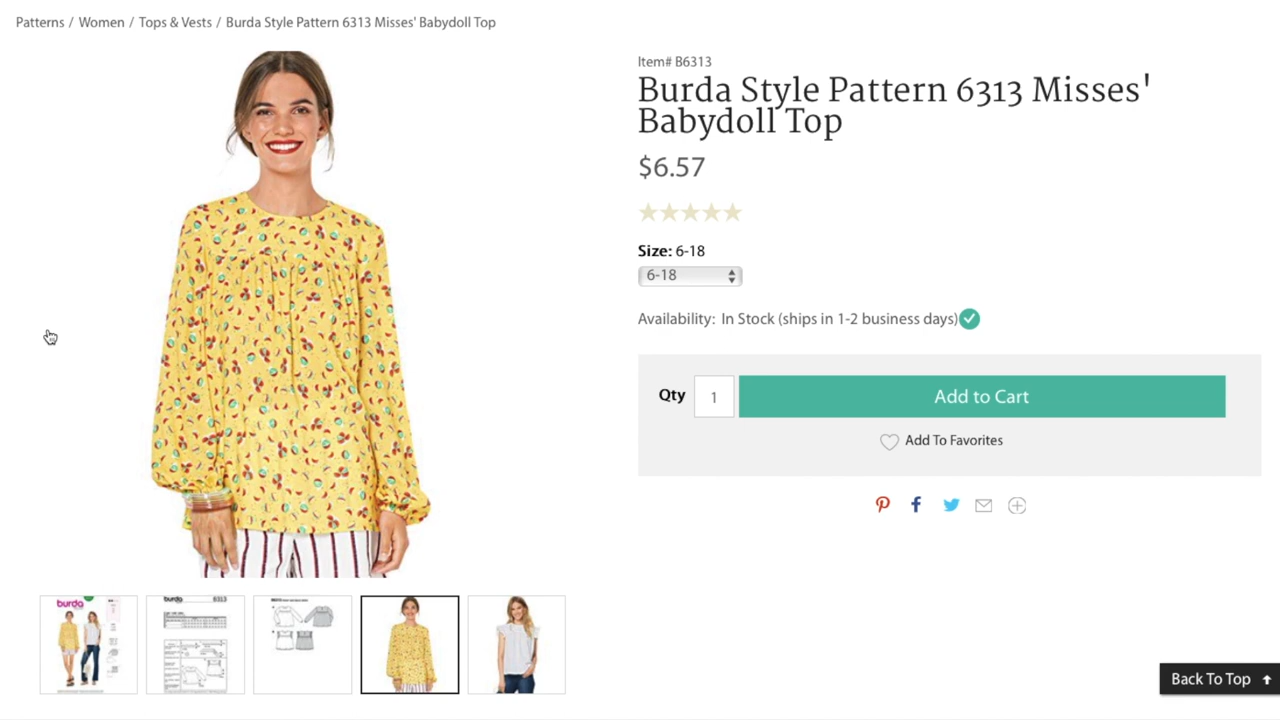 Patterns / Women / Tops & Vests / Burda Style Pattern 6313 Misses' Babydoll Top
Item# B6313
Burda Style Pattern 6313 Misses'
Babydoll Top
$6.57
Size: 6-18
6-18
Availability: In Stock (ships in 1-2 business days)
Qty 1 Add to Cart
Add To Favorites
burda
burda 6313
Back To Top